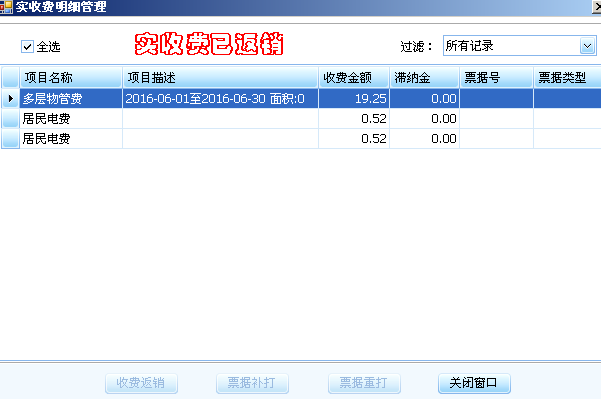 实收费明细管理
全选 实收费已返销 过滤： 所有记录
项目名称 项目描述 收费金额 滞纳金 票据号 票据类型
多层物管费 2016-06-01至2016-06-30 面积:0 19.25 0.00
居民电费 0.52 0.00
居民电费 0.52 0.00
收费返销 票据补打 票据重打 关闭窗口